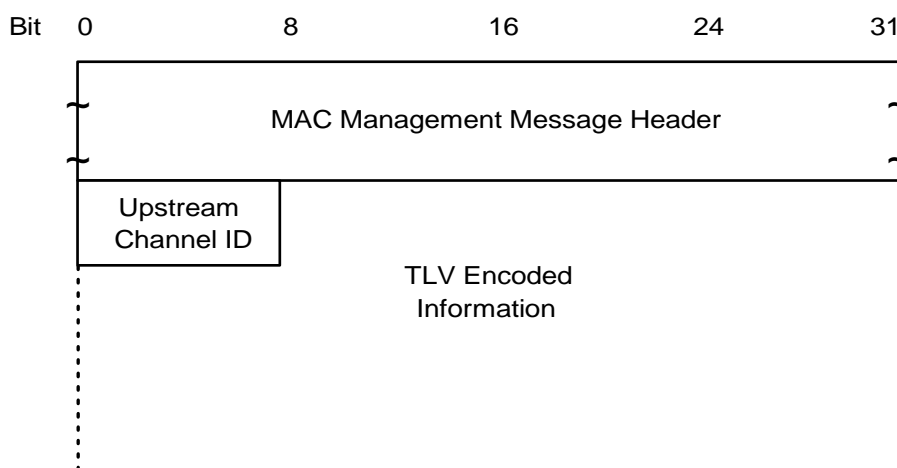 Bit 0 8 16 24 31
MAC Management Message Header
Upstream
Channel ID
TLV Encoded
Information